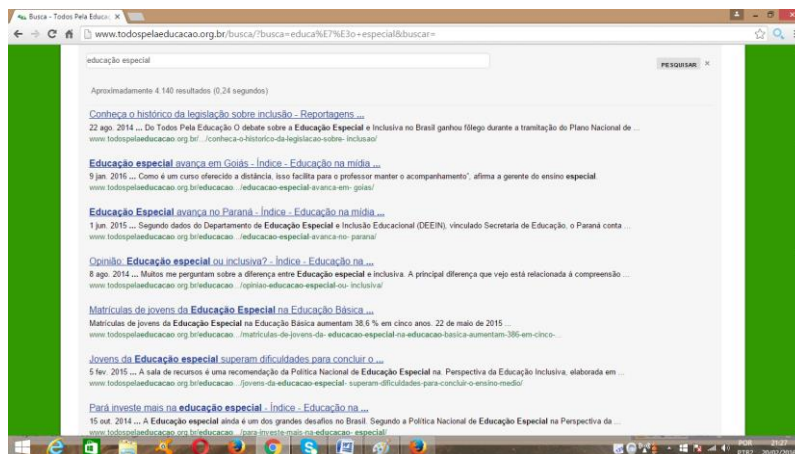 Busca - Todos Pela Educaç
www.todospelaeducacao.org.br/busca/?busca=educa%E7%E3o+especial&buscar=
educação especial
PESQUISAR ×
Aproximadamente 4.140 resultados (0,24 segundos)
Conheça o histórico da legislação sobre inclusão - Reportagens ...
22 ago. 2014 ... Do Todos Pela Educação O debate sobre a Educação Especial e Inclusiva no Brasil ganhou fôlego durante a tramitação do Plano Nacional de ...
www.todospelaeducacao.org.br/.../conheca-o-historico-da-legislacao-sobre- inclusao/
Educação especial avança em Goiás - Índice - Educação na mídia ...
9 jan. 2016 ... Como é um curso oferecido a distância, isso facilita para o professor manter o acompanhamento", afirma a gerente do ensino especial.
www.todospelaeducacao.org.br/educacao.../educacao-especial-avanca-em- goias/
Educação Especial avança no Paraná - Índice - Educação na mídia ...
1 jun. 2015 ... Segundo dados do Departamento de Educação Especial e Inclusão Educacional (DEEIN), vinculado Secretaria de Educação, o Paraná conta ...
www.todospelaeducacao.org.br/educacao.../educacao-especial-avanca-no- parana/
Opinião: Educação especial ou inclusiva? - Índice - Educação na ...
8 ago. 2014 ... Muitos me perguntam sobre a diferença entre Educação especial e inclusiva. A principal diferença que vejo está relacionada à compreensão ...
www.todospelaeducacao.org.br/educacao.../opiniao-educacao-especial-ou- inclusiva/
Matrículas de jovens da Educação Especial na Educação Básica ...
Matrículas de jovens da Educação Especial na Educação Básica aumentam 38,6 % em cinco anos. 22 de maio de 2015 ...
www.todospelaeducacao.org.br/educacao.../matriculas-de-jovens-da- educacao-especial-na-educacao-basica-aumentam-386-em-cinco-...
Jovens da Educação especial superam dificuldades para concluir o ...
5 fev. 2015 ... A sala de recursos é uma recomendação da Política Nacional de Educação Especial na. Perspectiva da Educação Inclusiva, elaborada em ...
www.todospelaeducacao.org.br/educacao.../jovens-da-educacao-especial- superam-dificuldades-para-concluir-o-ensino-medio/
Pará investe mais na educação especial - Índice - Educação na ...
15 out. 2014 ... A Educação especial ainda é um dos grandes desafios no Brasil. Segundo a Política Nacional de Educação Especial na Perspectiva da ...
www.todospelaeducacao.org.br/educacao.../para-investe-mais-na-educacao- especial/
POR 21:27
PTB2